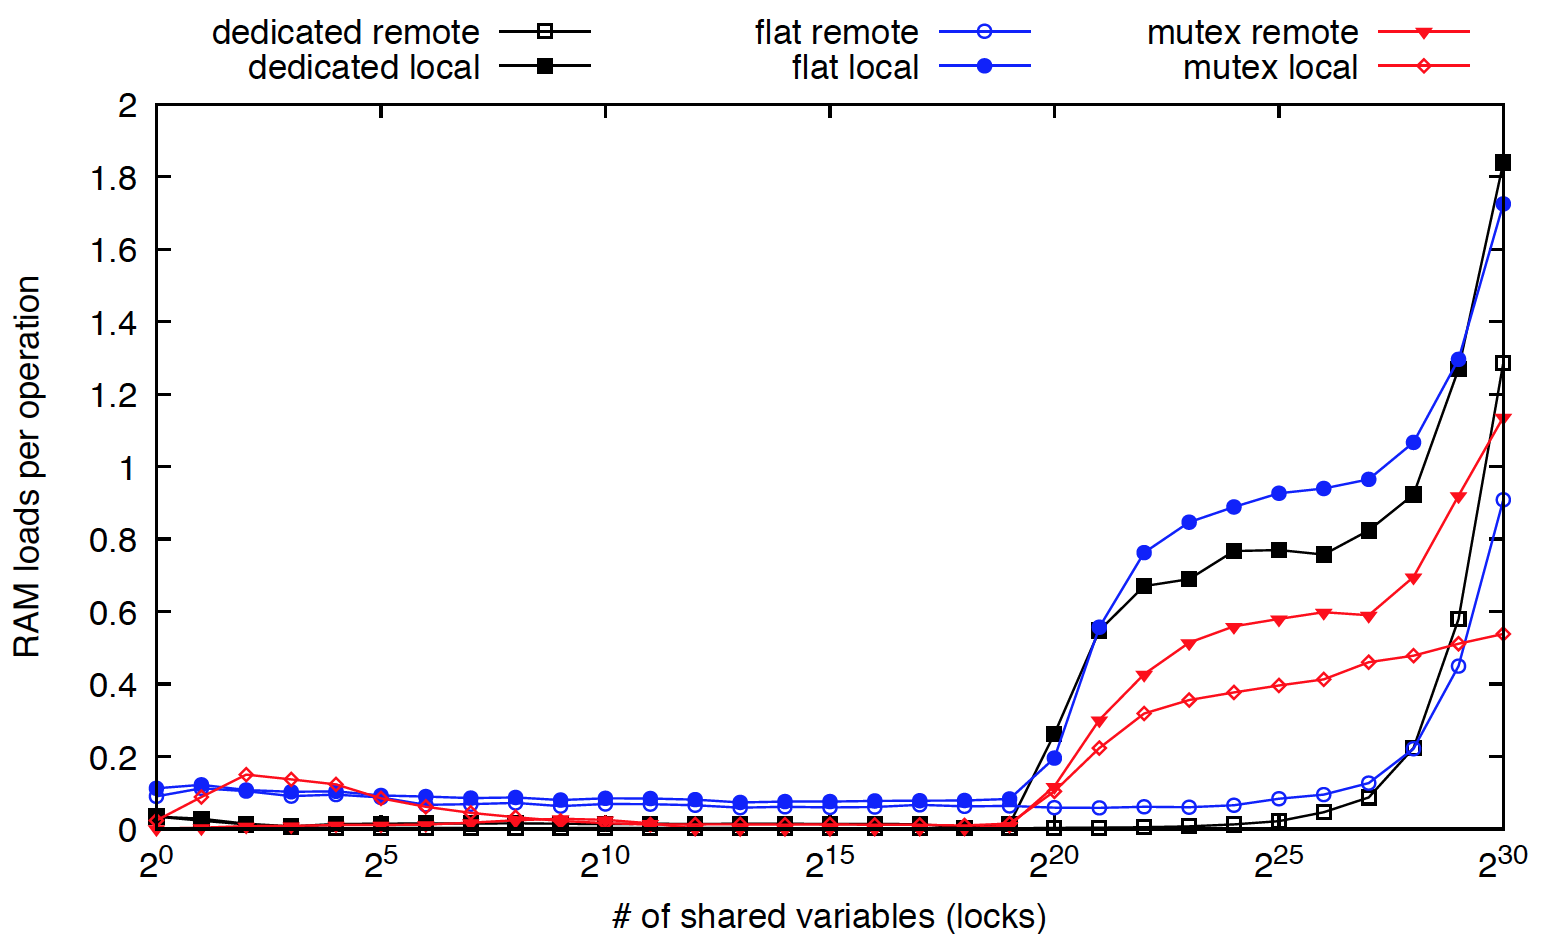 dedicated remote flat remote mutex remote
dedicated local flat local mutex local
2
1.8
1.6
1.4
1.2
1
0.8
0.6
0.4
0.2
0
RAM loads per operation
2^0 2^5 2^10 2^15 2^20 2^25 2^30
# of shared variables (locks)